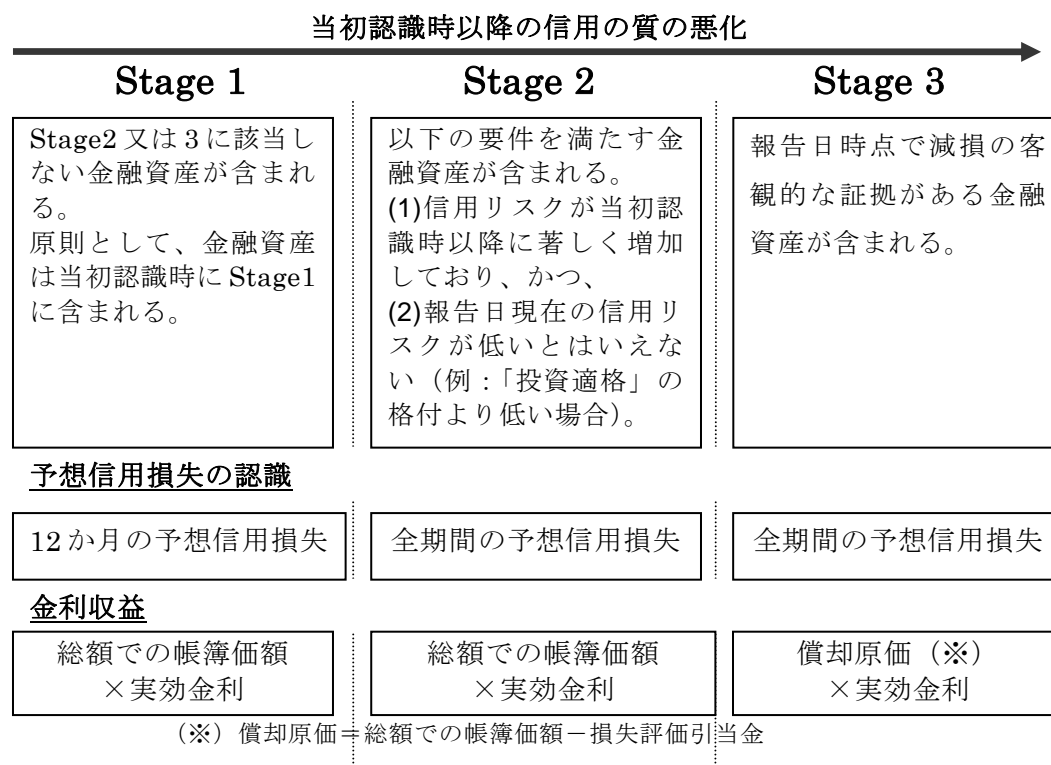 当初認識時以降の信用の質の悪化
Stage 1
Stage 2
Stage 3
Stage2 又は 3 に該当し
ない金融資産が含まれ
る。
原則として、金融資産
は当初認識時に Stage1
に含まれる。
以下の要件を満たす金
融資産が含まれる。
(1)信用リスクが当初認
識時以降に著しく増加
しており、かつ、
(2)報告日現在の信用リ
スクが低いとはいえな
い（例：「投資適格」の
格付より低い場合）。
報告日時点で減損の客
観的な証拠がある金融
資産が含まれる。
予想信用損失の認識
12 か月の予想信用損失
全期間の予想信用損失
全期間の予想信用損失
金利収益
総額での帳簿価額
×実効金利
総額での帳簿価額
×実効金利
償却原価（※）
×実効金利
（※）償却原価＝総額での帳簿価額－損失評価引当金